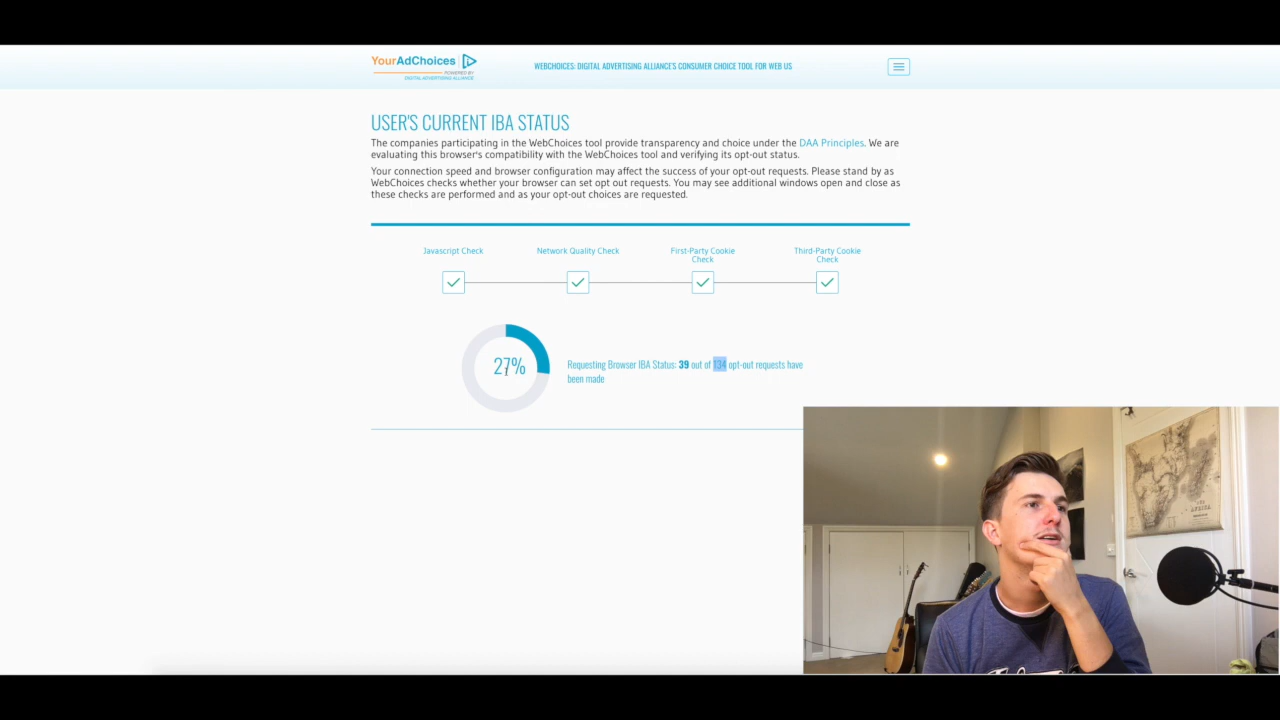 YourAdChoices
POWERED BY
DIGITAL ADVERTISING ALLIANCE
WEBCHOICES: DIGITAL ADVERTISING ALLIANCE'S CONSUMER CHOICE TOOL FOR WEB US
USER'S CURRENT IBA STATUS
The companies participating in the WebChoices tool provide transparency and choice under the DAA Principles. We are
evaluating this browser's compatibility with the WebChoices tool and verifying its opt-out status.
Your connection speed and browser configuration may affect the success of your opt-out requests. Please stand by as
WebChoices checks whether your browser can set opt out requests. You may see additional windows open and close as
these checks are performed and as your opt-out choices are requested.
Javascript Check
Network Quality Check
First-Party Cookie
Check
Third-Party Cookie
Check
27%
Requesting Browser IBA Status: 39 out of 134 opt-out requests have
been made
AFRICA